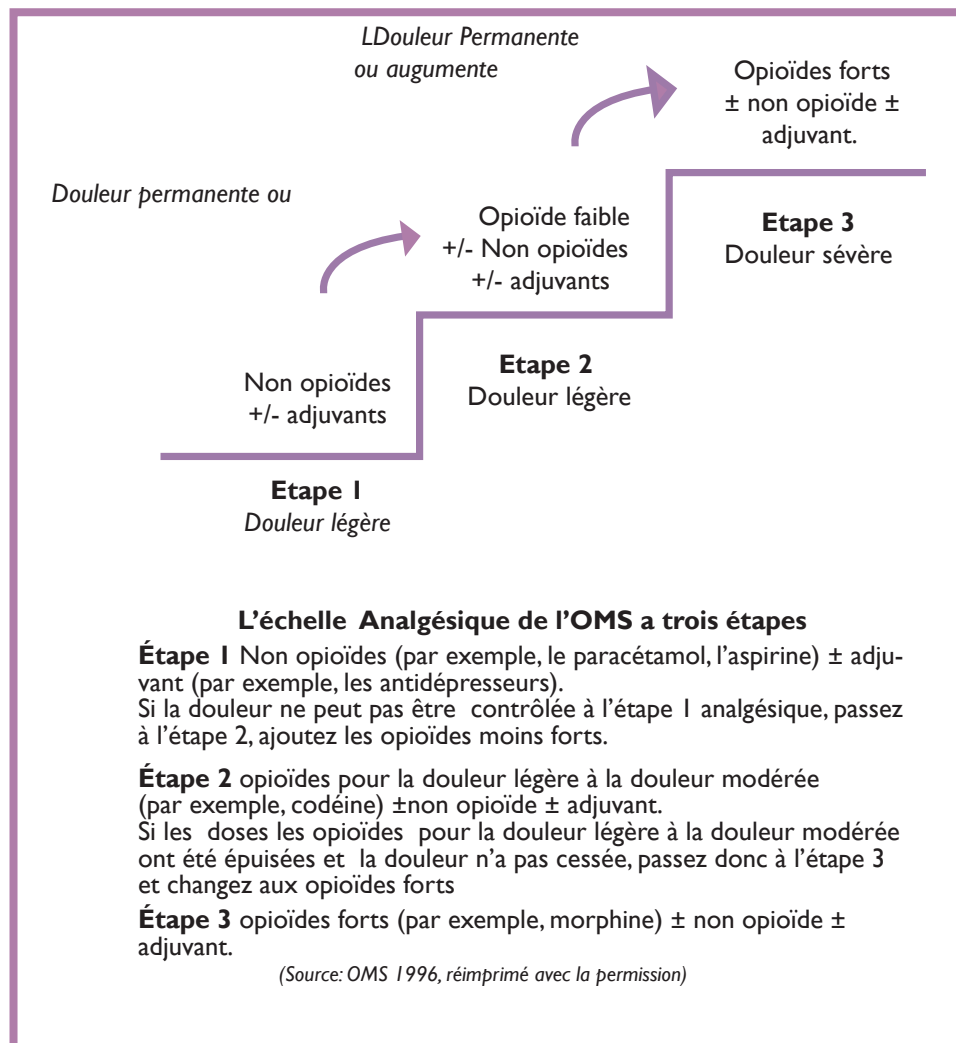 LDouleur Permanente
ou augumente
Opioïdes forts
± non opioïde ±
adjuvant.
Douleur permanente ou
Opioïde faible
+/- Non opioïdes
+/- adjuvants
Etape 3
Douleur sévère
Etape 2
Douleur légère
Non opioïdes
+/- adjuvants
Etape 1
Douleur légère
L’échelle Analgésique de l’OMS a trois étapes
Étape 1 Non opioïdes (par exemple, le paracétamol, l’aspirine) ± adju-
vant (par exemple, les antidépresseurs).
Si la douleur ne peut pas être contrôlée à l’étape 1 analgésique, passez
à l’étape 2, ajoutez les opioïdes moins forts.
Étape 2 opioïdes pour la douleur légère à la douleur modérée
(par exemple, codéine) ±non opioïde ± adjuvant.
Si les doses les opioïdes pour la douleur légère à la douleur modérée
ont été épuisées et la douleur n’a pas cessée, passez donc à l’étape 3
et changez aux opioïdes forts
Étape 3 opioïdes forts (par exemple, morphine) ± non opioïde ±
adjuvant.
(Source: OMS 1996, réimprimé avec la permission)